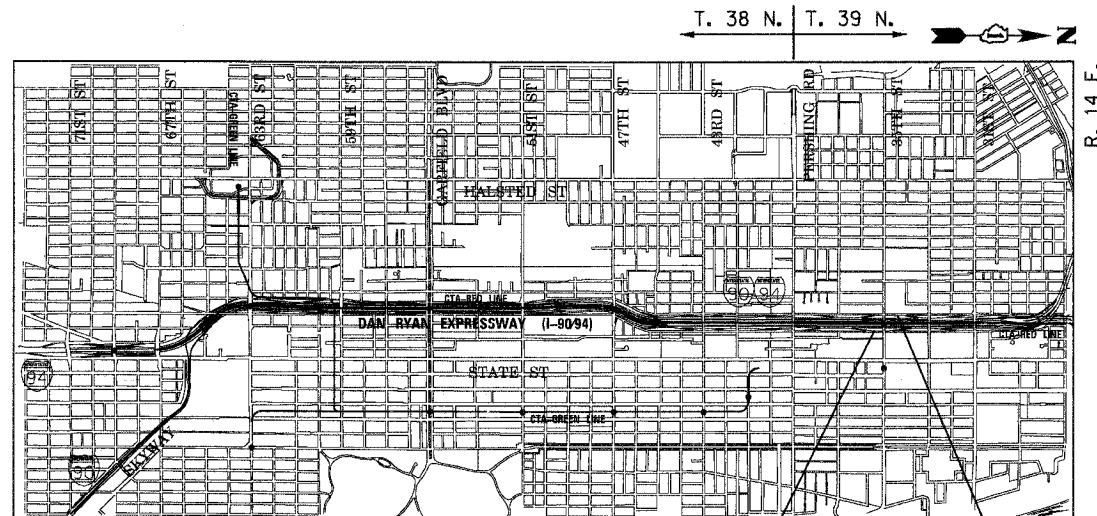 T. 38 N. T. 39 N.
N
R. 14 E.
71ST ST
67TH ST
CTA GREEN LINE
63RD ST
59TH ST
GARFIELD BLVD
51ST ST
47TH ST
43RD ST
PERSHING RD
35TH ST
31ST ST
HALSTED ST
90 94
CTA-RED LINE
DAN RYAN EXPRESSWAY (I-90/94)
CTA-RED LINE
94
STATE ST
CTA-GREEN LINE
SKYWAY
90